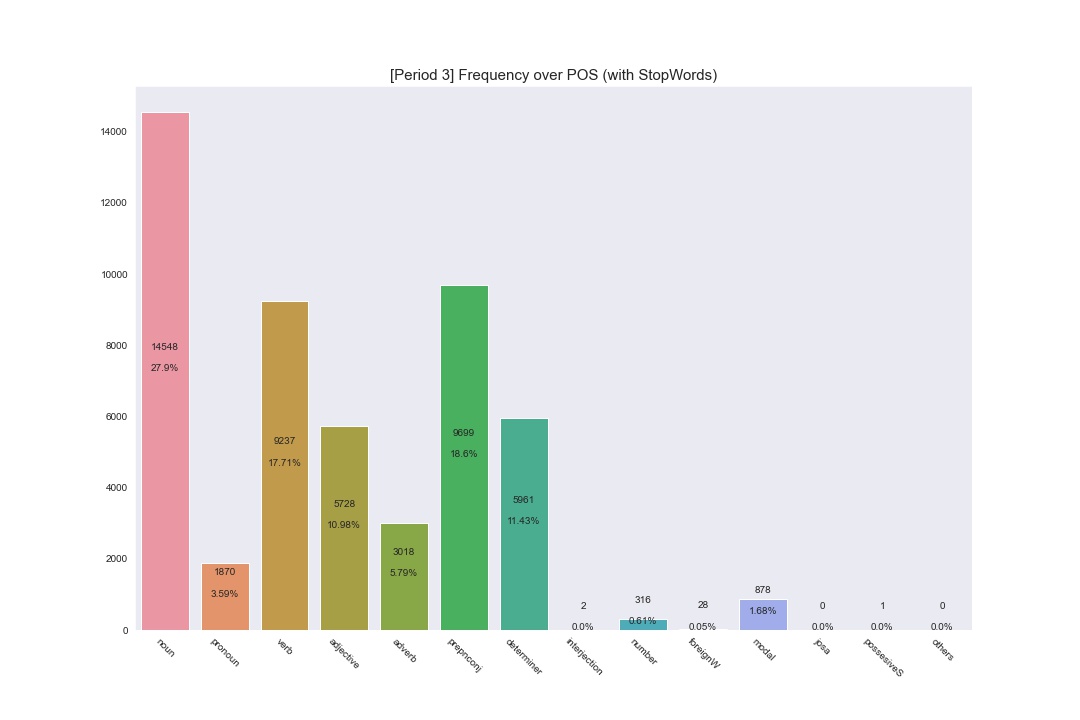 [Period 3] Frequency over POS (with StopWords)
14000
12000
10000
8000
6000
4000
2000
0
14548
27.9%
1870
3.59%
9237
17.71%
5728
10.98%
3018
5.79%
9699
18.6%
5961
11.43%
2
0.0%
316
0.61%
28
0.05%
878
1.68%
0
0.0%
1
0.0%
0
0.0%
noun
pronoun
verb
adjective
adverb
prepnconj
determiner
interjection
number
foreignW
modal
josa
possesiveS
others